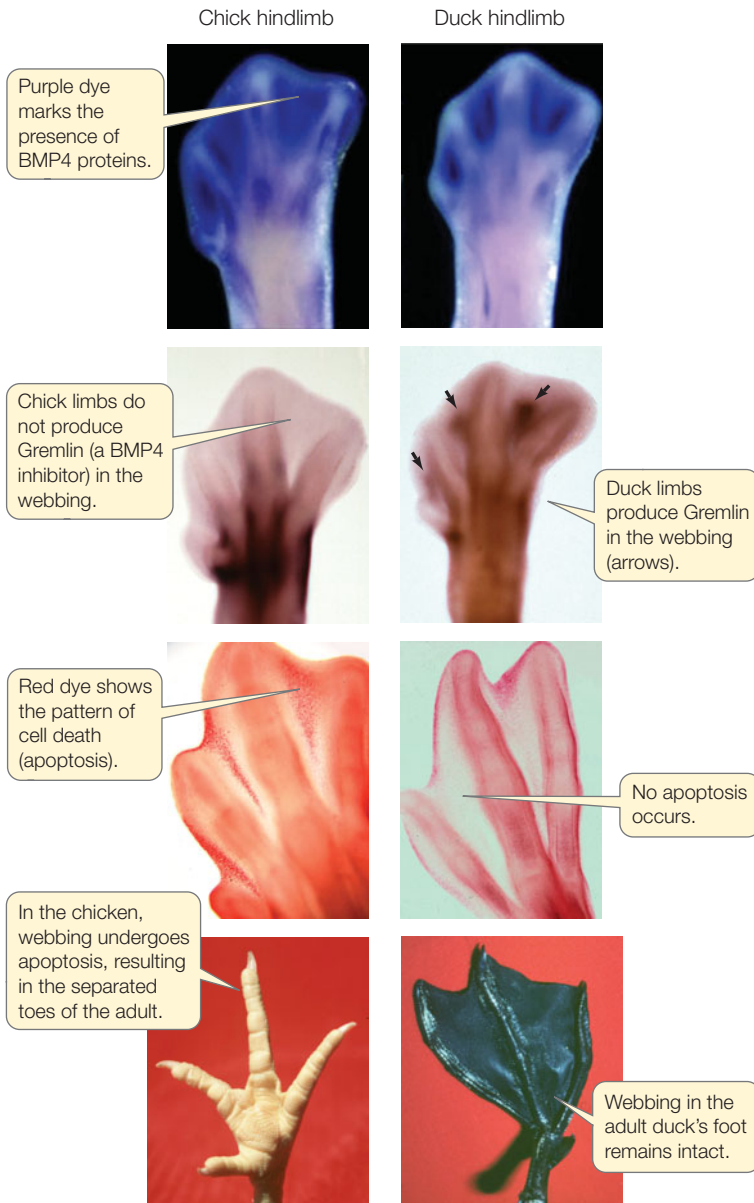 Chick hindlimb
Duck hindlimb
Purple dye
marks the
presence of
BMP4 proteins.
Chick limbs do
not produce
Gremlin (a BMP4
inhibitor) in the
webbing.
Duck limbs
produce Gremlin
in the webbing
(arrows).
Red dye shows
the pattern of
cell death
(apoptosis).
No apoptosis
occurs.
In the chicken,
webbing undergoes
apoptosis, resulting
in the separated
toes of the adult.
Webbing in the
adult duck’s foot
remains intact.